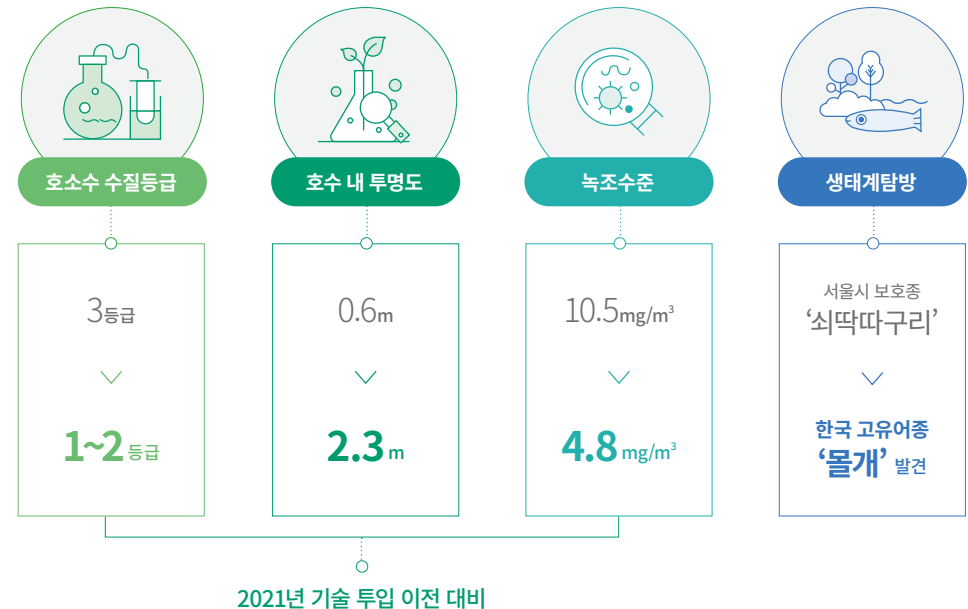 호소수 수질등급
3등급
1~2 등급
호수 내 투명도
0.6m
2.3 m
녹조수준
10.5mg/m³
4.8 mg/m³
생태계탐방
서울시 보호종
‘쇠딱따구리’
한국 고유어종
‘몰개’ 발견
2021년 기술 투입 이전 대비